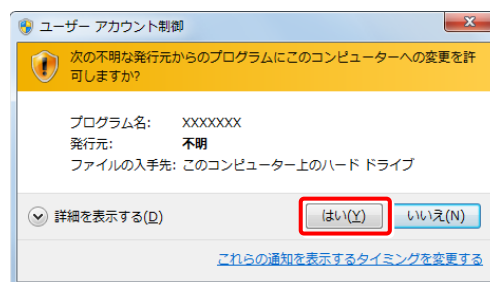 ユーザー アカウント制御
次の不明な発行元からのプログラムにこのコンピューターへの変更を許
可しますか?
プログラム名: XXXXXXX
発行元: 不明
ファイルの入手先: このコンピューター上のハード ドライブ
詳細を表示する(D)
はい(Y)
いいえ(N)
これらの通知を表示するタイミングを変更する